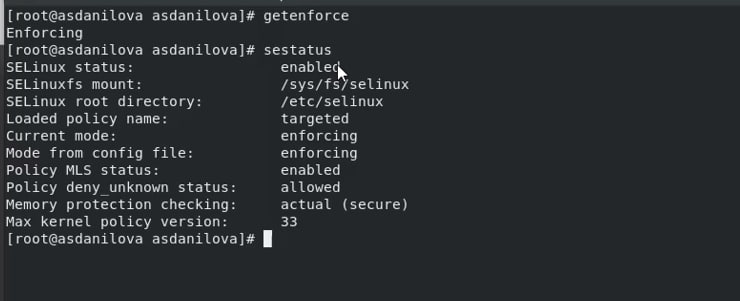 [root@asdanilova asdanilova]# getenforce
Enforcing
[root@asdanilova asdanilova]# sestatus
SELinux status:                 enabled
SELinuxfs mount:                /sys/fs/selinux
SELinux root directory:         /etc/selinux
Loaded policy name:             targeted
Current mode:                   enforcing
Mode from config file:          enforcing
Policy MLS status:              enabled
Policy deny_unknown status:     allowed
Memory protection checking:     actual (secure)
Max kernel policy version:      33
[root@asdanilova asdanilova]#